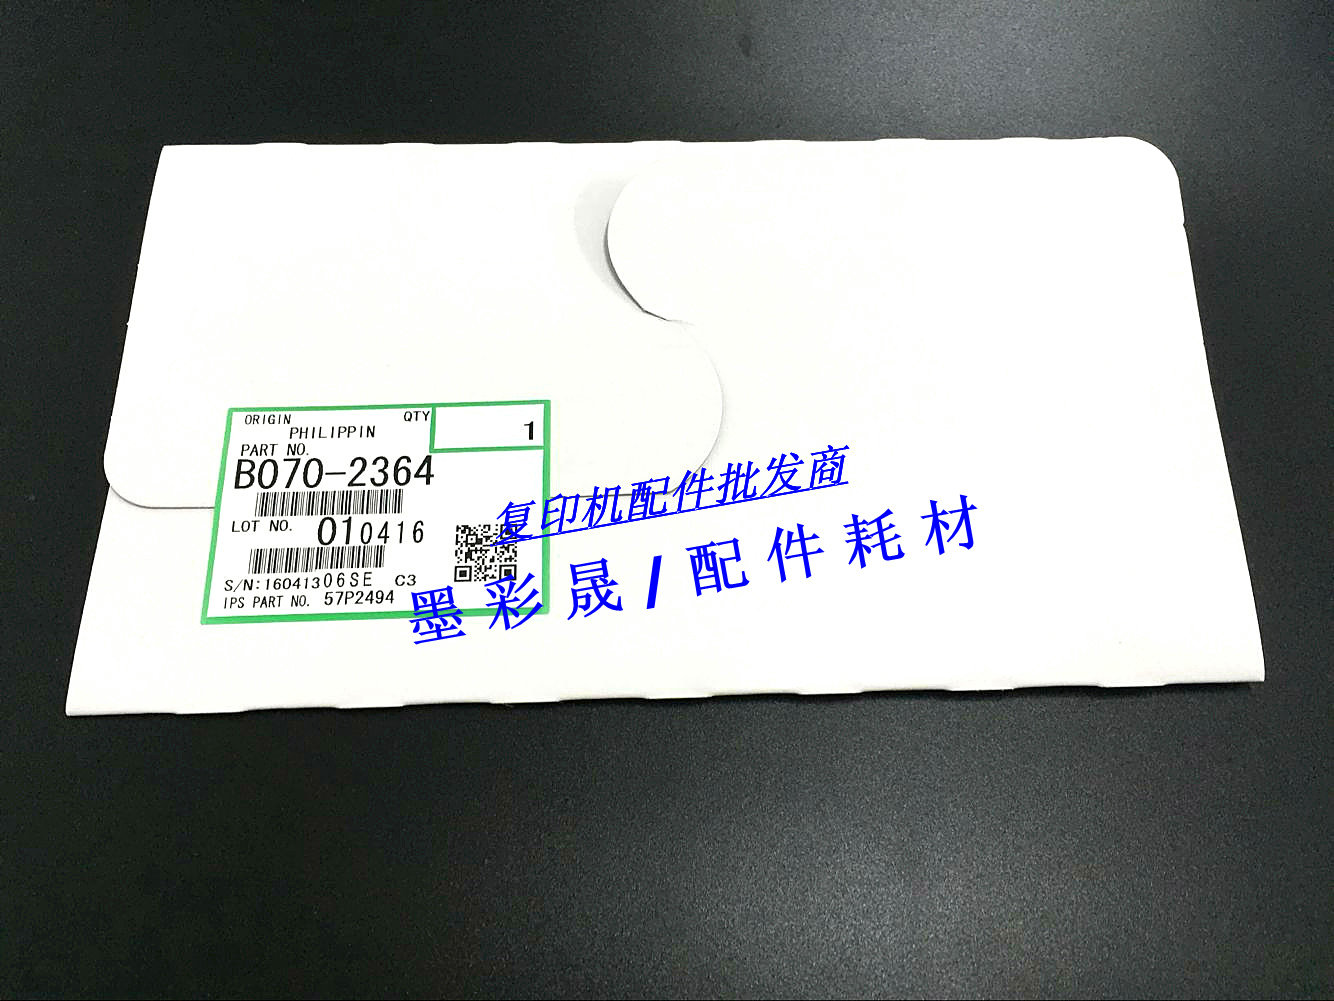 ORIGIN QTY
PHILIPPIN 1
PART NO.
B070-2364
LOT NO. 010416
S/N:16041306SE C3
IPS PART NO. 57P2494
复印机配件批发商
墨彩晟/配件耗材